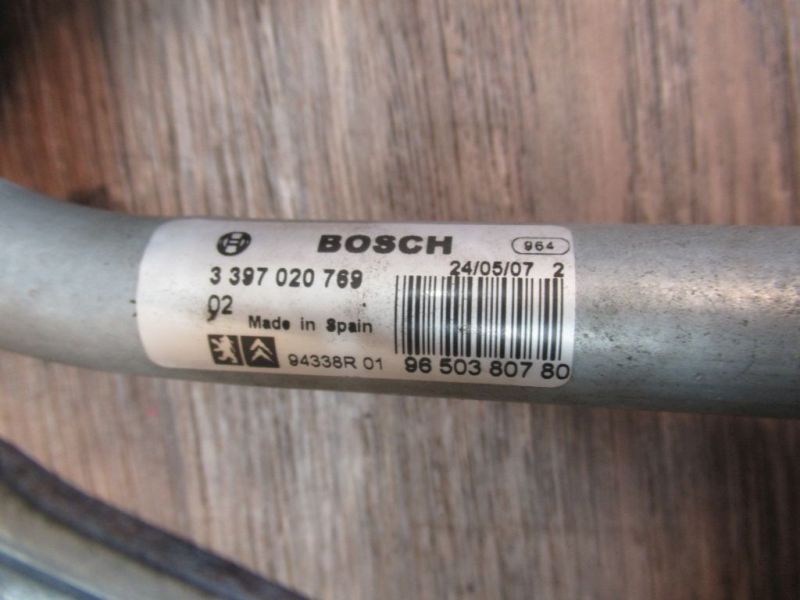 BOSCH 964
24/05/07 2
3 397 020 769
02
Made in Spain
94338R 01
96 503 807 80